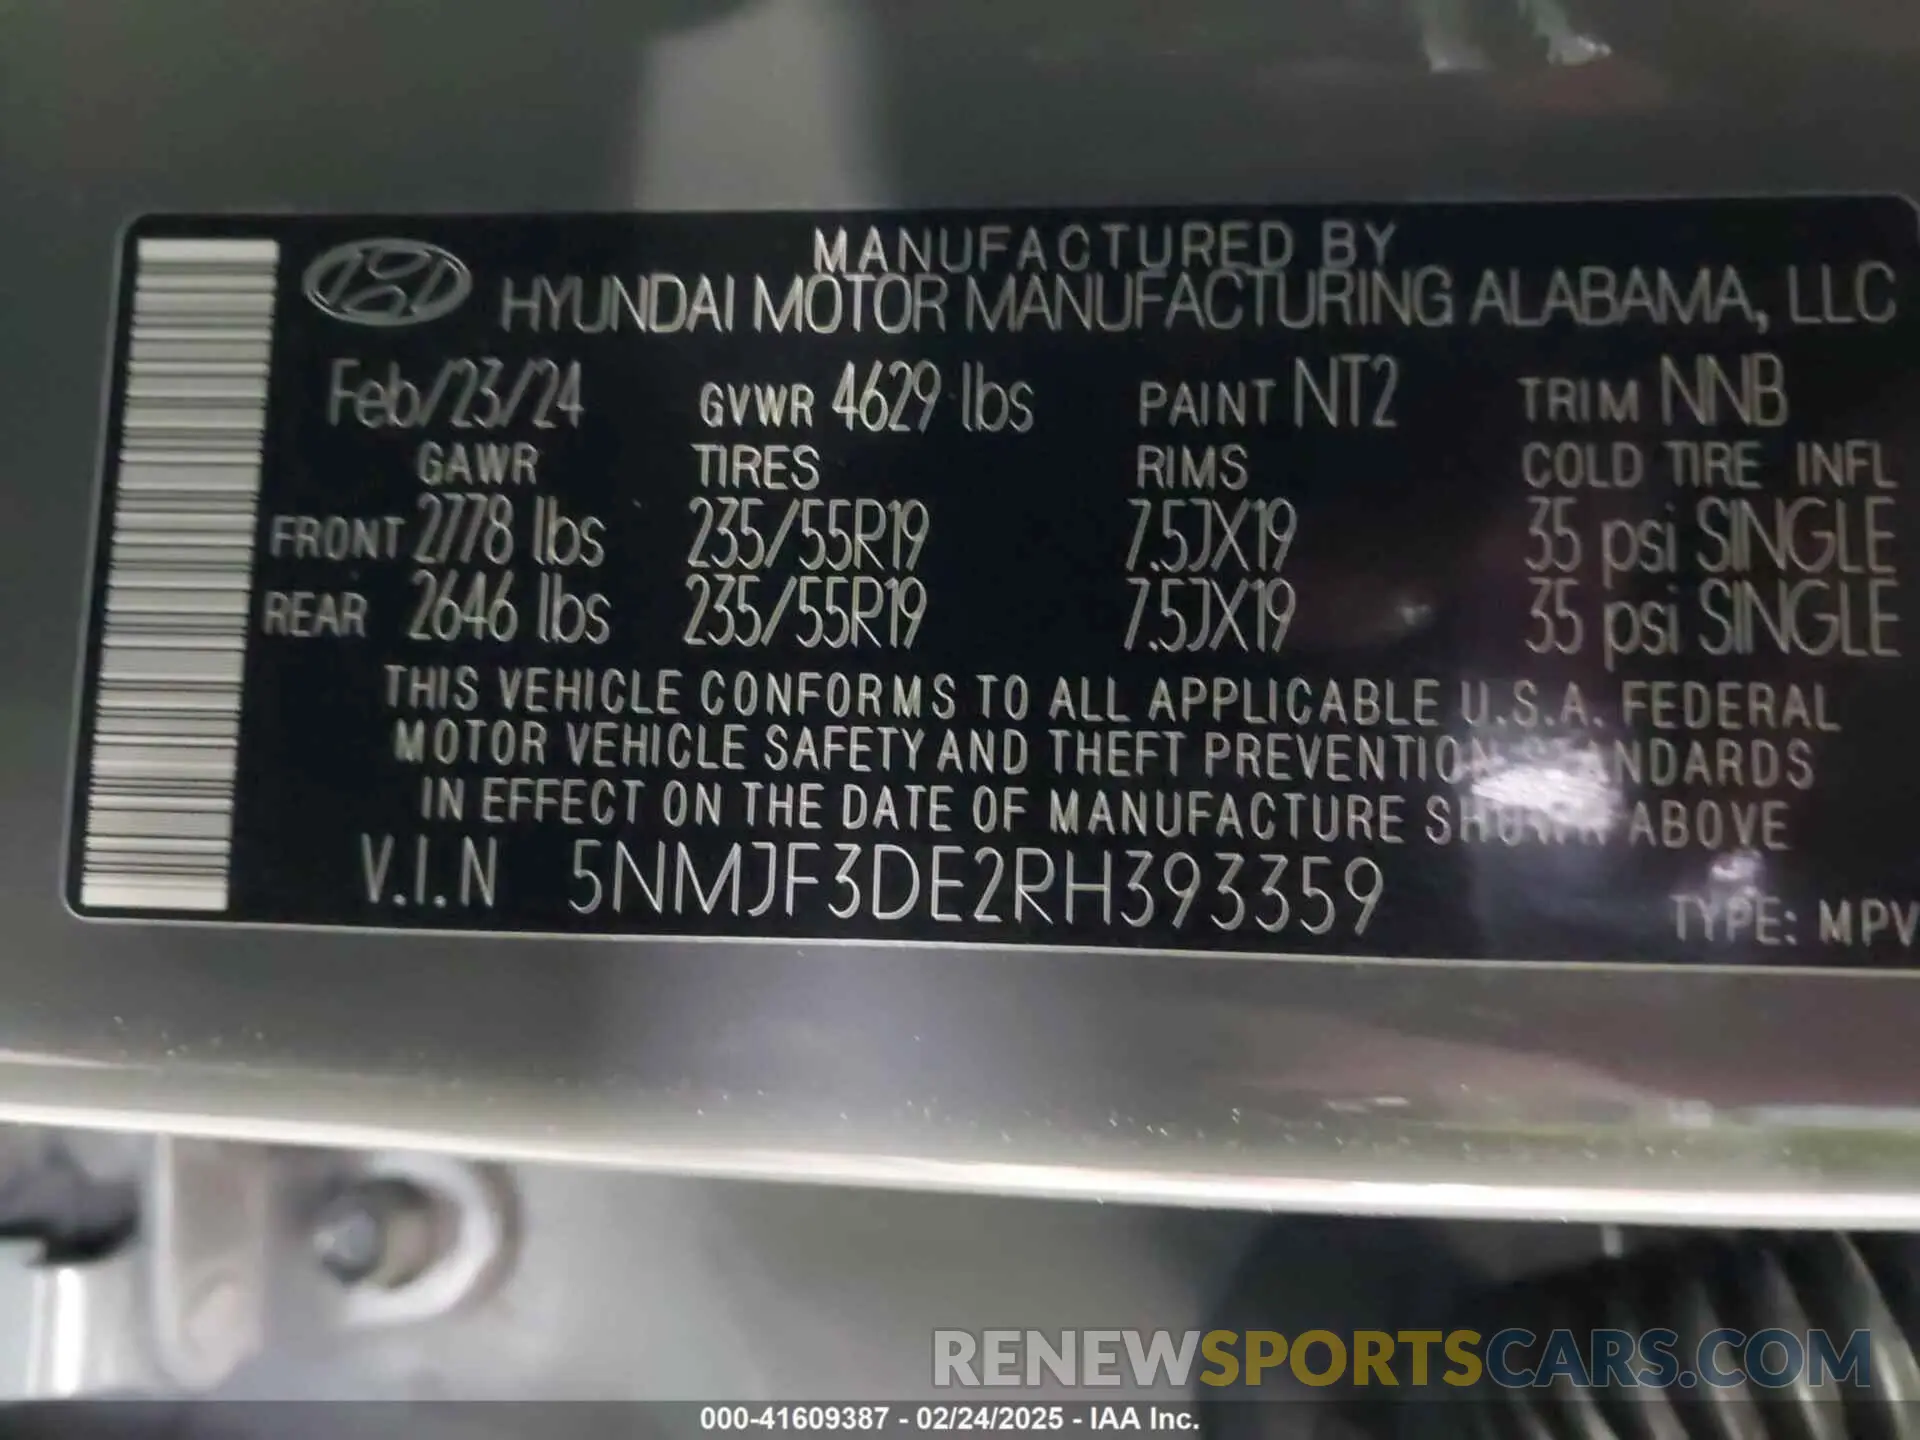 MANUFACTURED BY
HYUNDAI MOTOR MANUFACTURING ALABAMA, LLC
Feb/23/24 GVWR 4629 lbs PAINT NT2 TRIM NNB
GAWR TIRES RIMS COLD TIRE INFL
FRONT 2778 lbs 235/55R19 7.5JX19 35 psi SINGLE
REAR 2646 lbs 235/55R19 7.5JX19 35 psi SINGLE
THIS VEHICLE CONFORMS TO ALL APPLICABLE U.S.A. FEDERAL
MOTOR VEHICLE SAFETY AND THEFT PREVENTION STANDARDS
IN EFFECT ON THE DATE OF MANUFACTURE SHOWN ABOVE
V.I.N 5NMJF3DE2RH393359
TYPE: MPV
RENEWSPORTSCARS.COM
000-41609387 - 02/24/2025 - IAA Inc.